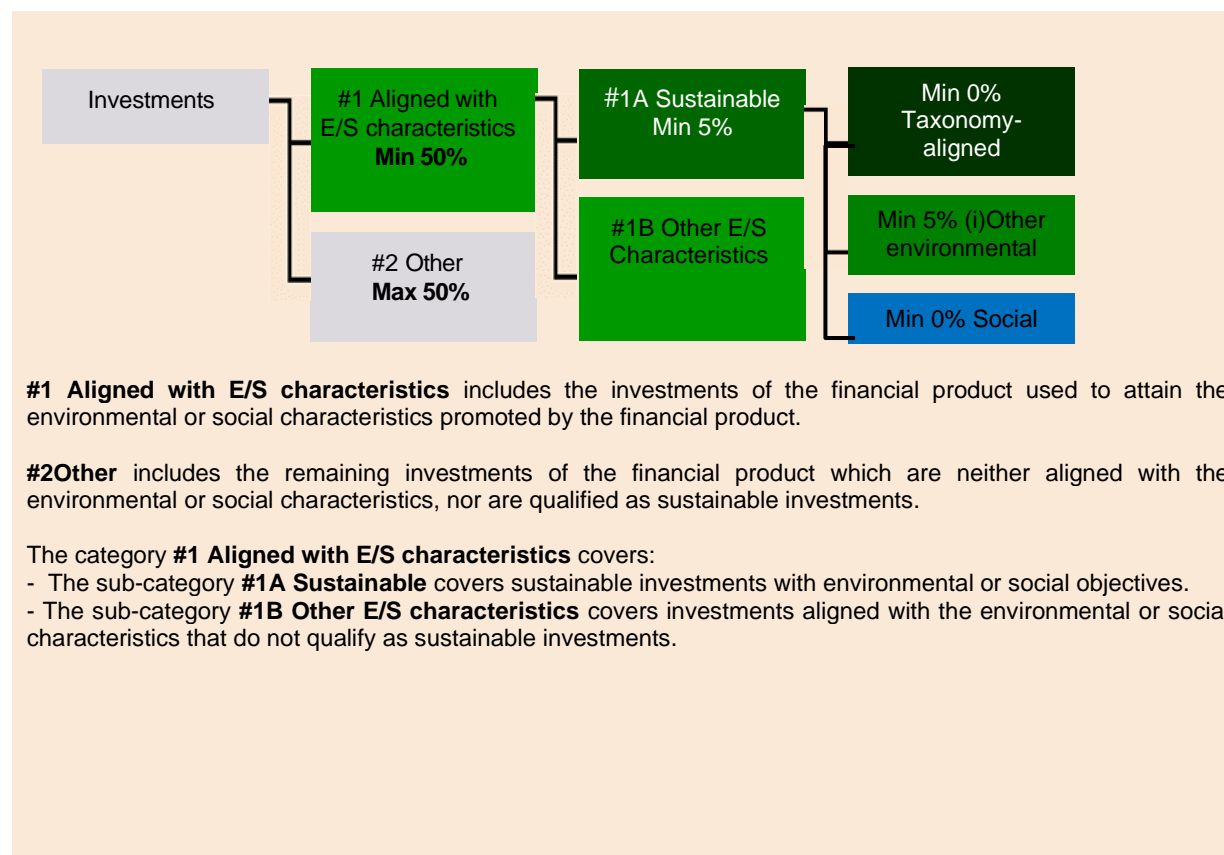 Investments
#1 Aligned with
E/S characteristics
Min 50%
#2 Other
Max 50%
#1A Sustainable
Min 5%
#1B Other E/S
Characteristics
Min 0%
Taxonomy-
aligned
Min 5% (i)Other
environmental
Min 0% Social
#1 Aligned with E/S characteristics includes the investments of the financial product used to attain the
environmental or social characteristics promoted by the financial product.
#2Other includes the remaining investments of the financial product which are neither aligned with the
environmental or social characteristics, nor are qualified as sustainable investments.
The category #1 Aligned with E/S characteristics covers:
- The sub-category #1A Sustainable covers sustainable investments with environmental or social objectives.
- The sub-category #1B Other E/S characteristics covers investments aligned with the environmental or social
characteristics that do not qualify as sustainable investments.